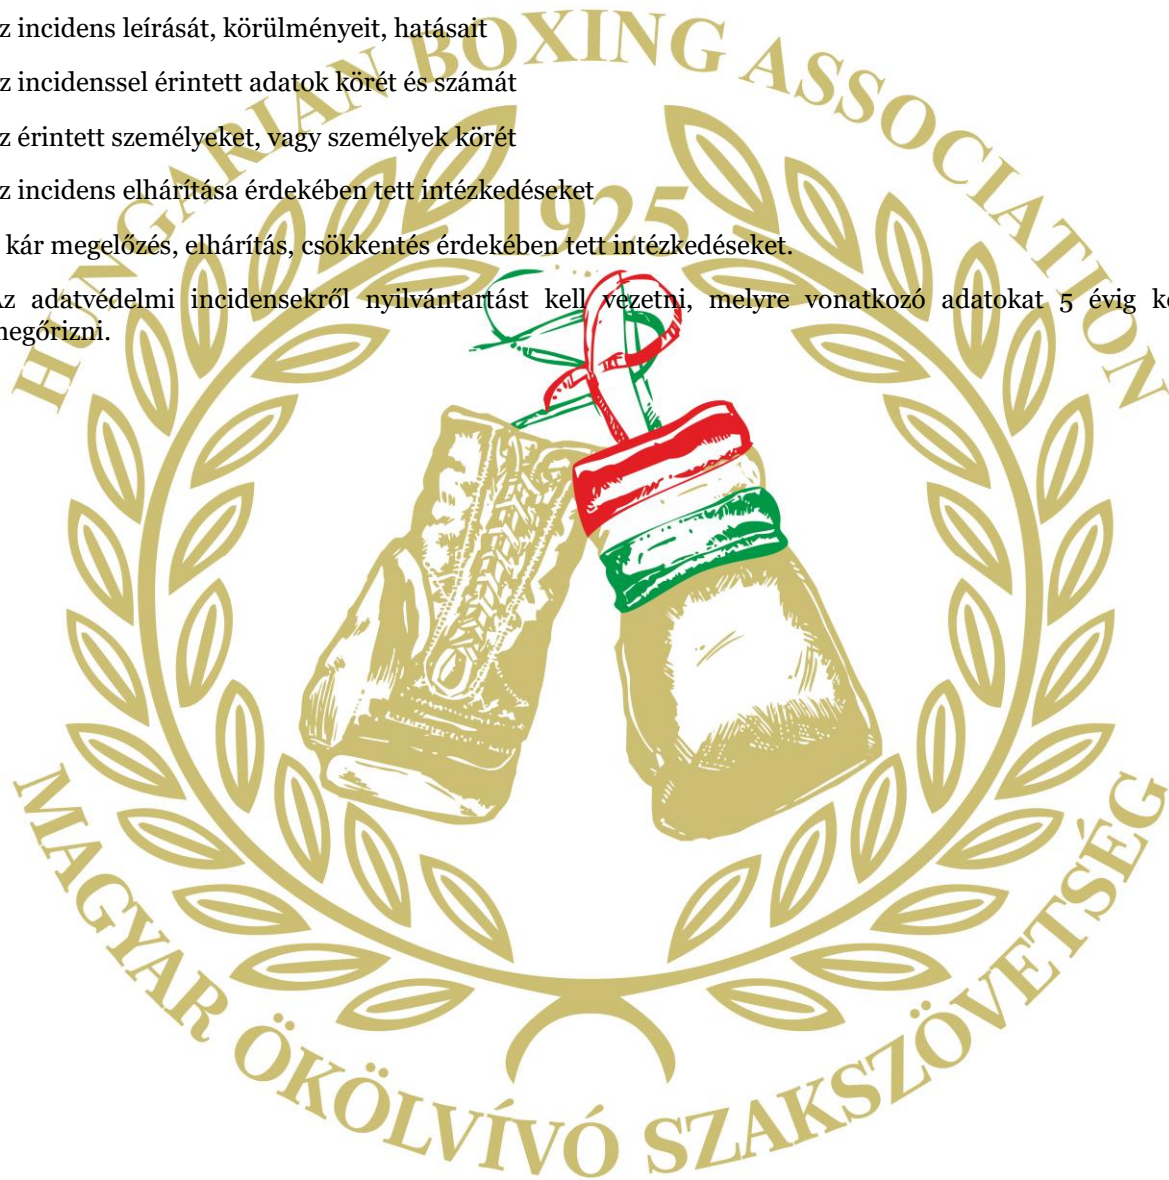 z incidens leírását, körülményeit, hatásait
z incidenssel érintett adatok körét és számát
z érintett személyeket, vagy személyek körét
z incidens elhárítása érdekében tett intézkedéseket
kár megelőzés, elhárítás, csökkentés érdekében tett intézkedéseket.
Az adatvédelmi incidensekről nyilvántartást kell vezetni, melyre vonatkozó adatokat 5 évig ke
megőrizni.
HUNGARIAN BOXING ASSOCIATION
1925
MAGYAR ÖKÖLVÍVÓ SZAKSZÖVETSÉG